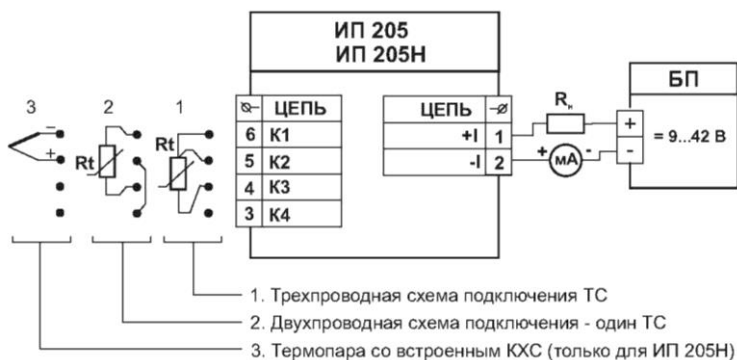 ИП 205
ИП 205Н
БП
= 9...42 В
3 2 1
ЦЕПЬ
6 К1
5 К2
4 К3
3 К4
ЦЕПЬ
+I 1
-I 2
Rн
+ мА -
+
-
- +
Rt
Rt
1. Трехпроводная схема подключения ТС
2. Двухпроводная схема подключения - один ТС
3. Термопара со встроенным КХС (только для ИП 205Н)